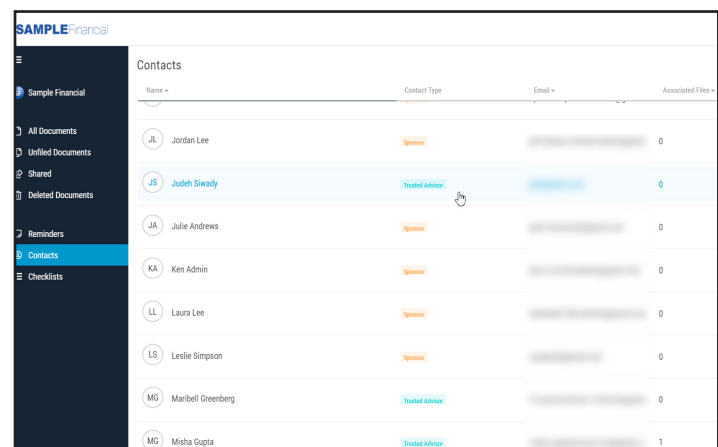 SAMPLEFinancial
Contacts
Name Contact Type Email Associated Files
Sample Financial
All Documents
Unfiled Documents
Shared
Deleted Documents
Reminders
Contacts
Checklists
JL Jordan Lee Sponsor 0
JS Judeh Siwady Trusted Advisor 0
JA Julie Andrews Sponsor 0
KA Ken Admin Sponsor 0
LL Laura Lee Sponsor 0
LS Leslie Simpson Sponsor 0
MG Maribell Greenberg Trusted Advisor 0
MG Misha Gupta Trusted Advisor 1